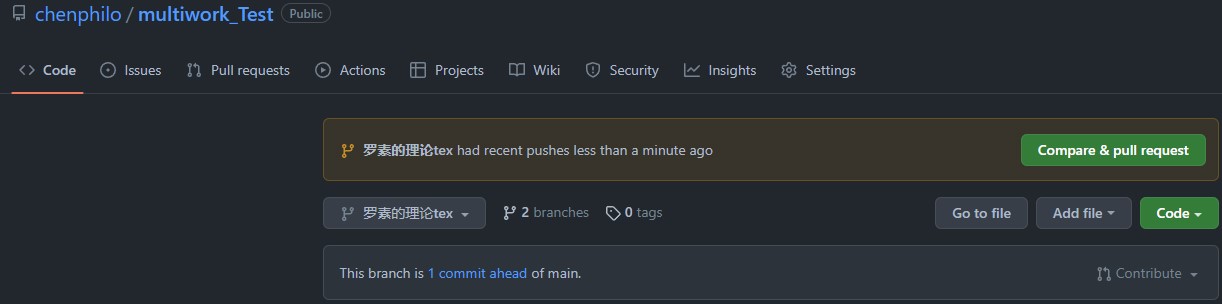 chenphilo / multiwork_Test Public
Code Issues Pull requests Actions Projects Wiki Security Insights Settings
罗素的理论tex had recent pushes less than a minute ago Compare & pull request
罗素的理论tex 2 branches 0 tags Go to file Add file Code
This branch is 1 commit ahead of main. Contribute